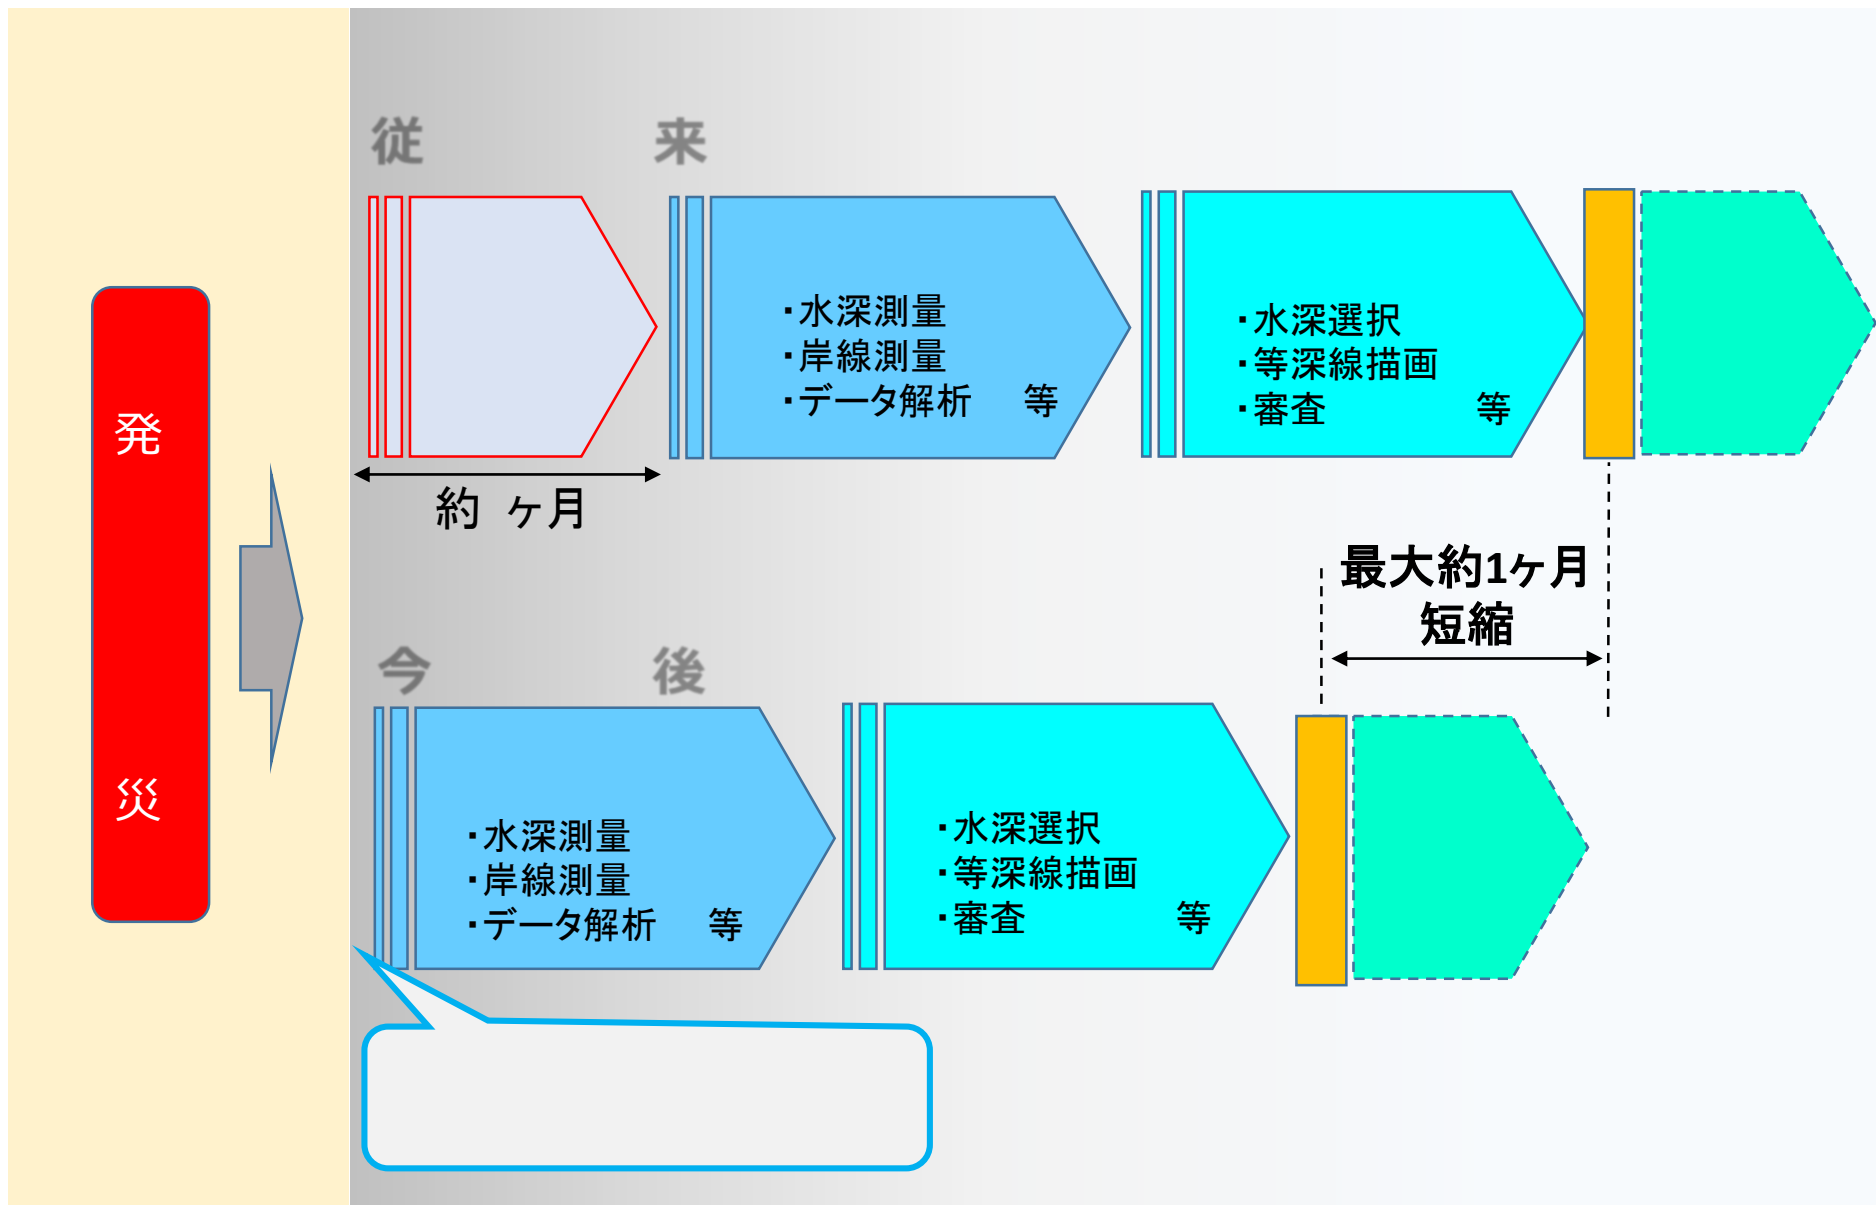 発災
従来
・水深測量
・岸線測量
・データ解析　等
・水深選択
・等深線描画
・審査　等
約　ヶ月
最大約1ヶ月
短縮
今後
・水深測量
・岸線測量
・データ解析　等
・水深選択
・等深線描画
・審査　等